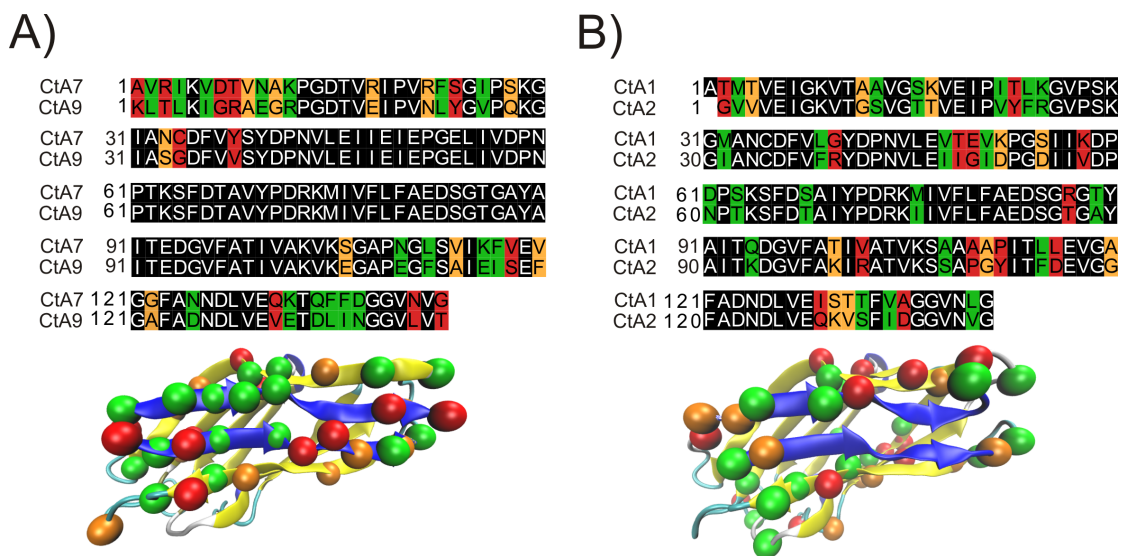 A)
CtA7 1 AVRIKVDTVNAKPGDTVRIPVRFSGIPSKG
CtA9 1 KLTLKIGRAEGRPGDTVEIPVNLYGVPQKG
CtA7 31 IANCDFVYSYDPNVLEIIEIEPGELIVDPN
CtA9 31 IASGDFVVSYDPNVLEIIEIEPGELIVDPN
CtA7 61 PTKSFDTAVYPDRKMIVFLFAEDSGTGAYA
CtA9 61 PTKSFDTAVYPDRKMIVFLFAEDSGTGAYA
CtA7 91 ITEDGVFATIVAKVKSGAPNGLSVIKFVEV
CtA9 91 ITEDGVFATIVAKVKEGAPEGFSAIEISEF
CtA7 121 GGFANNDLVEQKTQFFDGGVNVG
CtA9 121 GAFADNDLVEVETDLINGGVLVT
B)
CtA1 1 ATMTVEIGKVTAAVGSKVEIPITLKGVPSK
CtA2 1 GVVVEIGKVTGSVGTTVEIPVYFRGVPSK
CtA1 31 GMANCDFVLGYDPNVLEVTEVKPGSIIKDP
CtA2 30 GIANCDFVFRYDPNVLEIIGIDPGDIIVDP
CtA1 61 DPSKSFDSAIYPDRKMIVFLFAEDSGRGTY
CtA2 60 NPTKSFDTAIYPDRKIIVFLFAEDSGTGAY
CtA1 91 AITQDGVFATIVATVKSAAAAPITLLEVGA
CtA2 90 AITKDGVFAKIRATVKSSAPGYITFDEVGG
CtA1 121 FADNDLVEISTTFVAGGVNLG
CtA2 120 FADNDLVEQKVSFIDGGVNVG